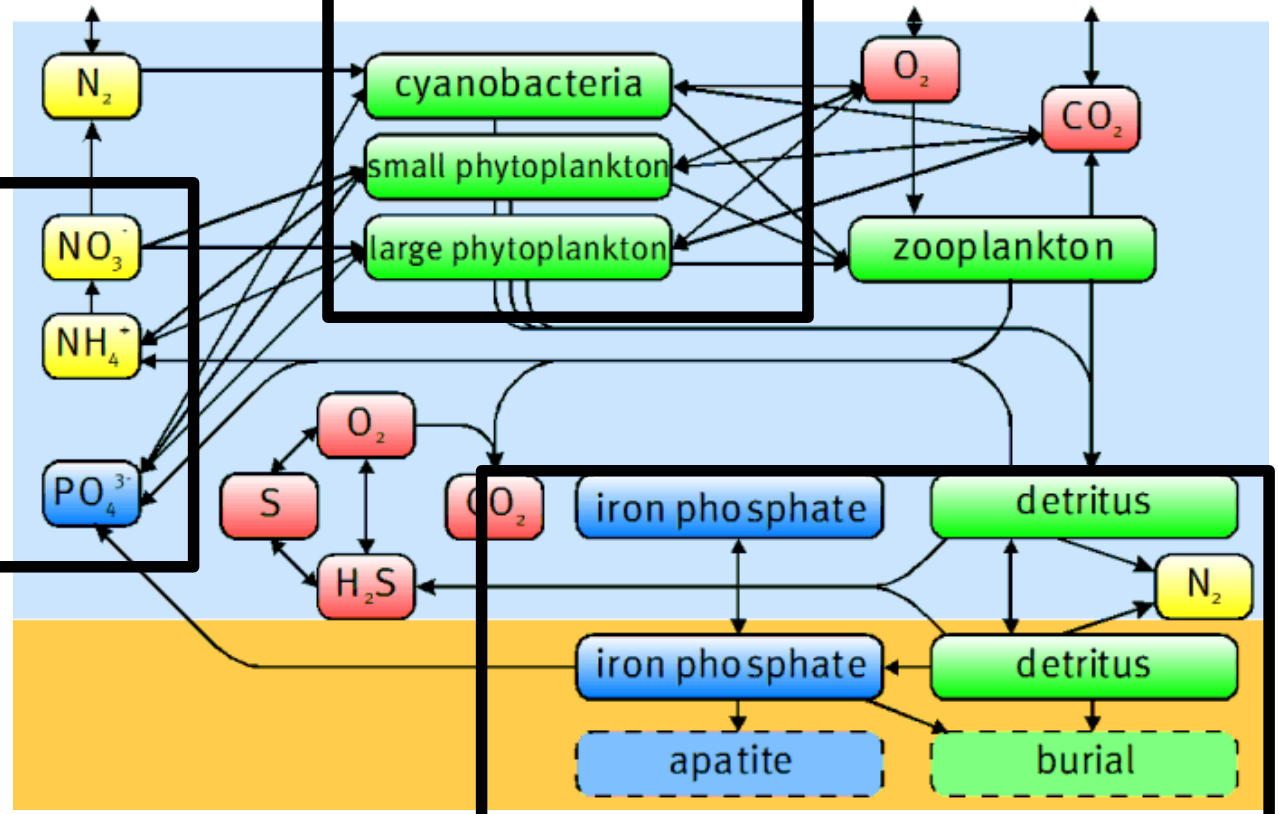 N₂
cyanobacteria
O₂
CO₂
small phytoplankton
NO₃⁻
large phytoplankton
zooplankton
NH₄⁺
O₂
PO₄³⁻
S
CO₂
iron phosphate
detritus
H₂S
N₂
iron phosphate
detritus
apatite
burial